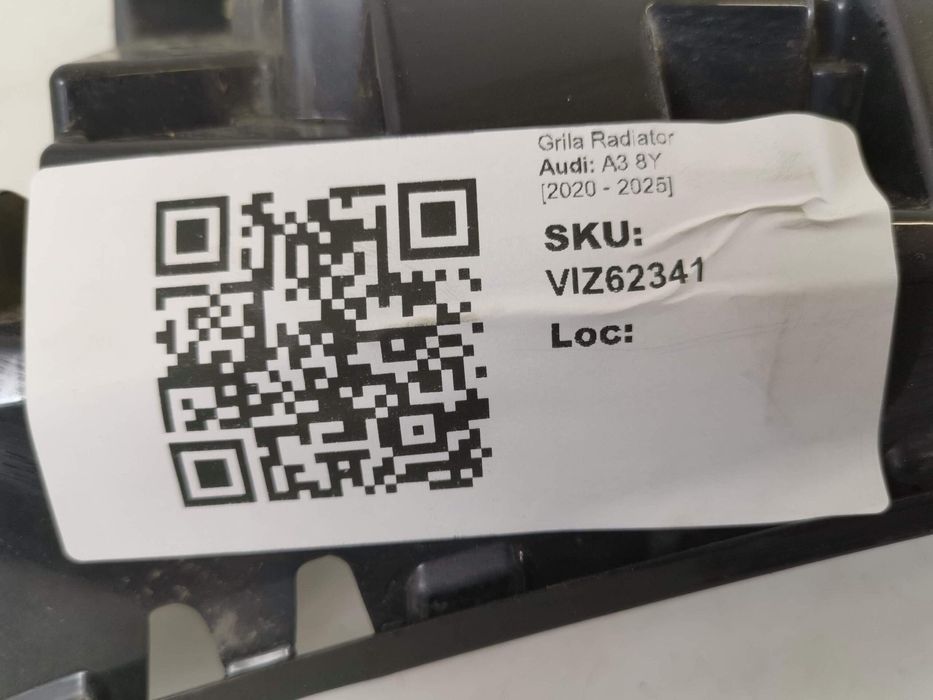 Grila Radiator
Audi: A3 8Y
[2020 - 2025]
SKU:
VIZ62341
Loc: